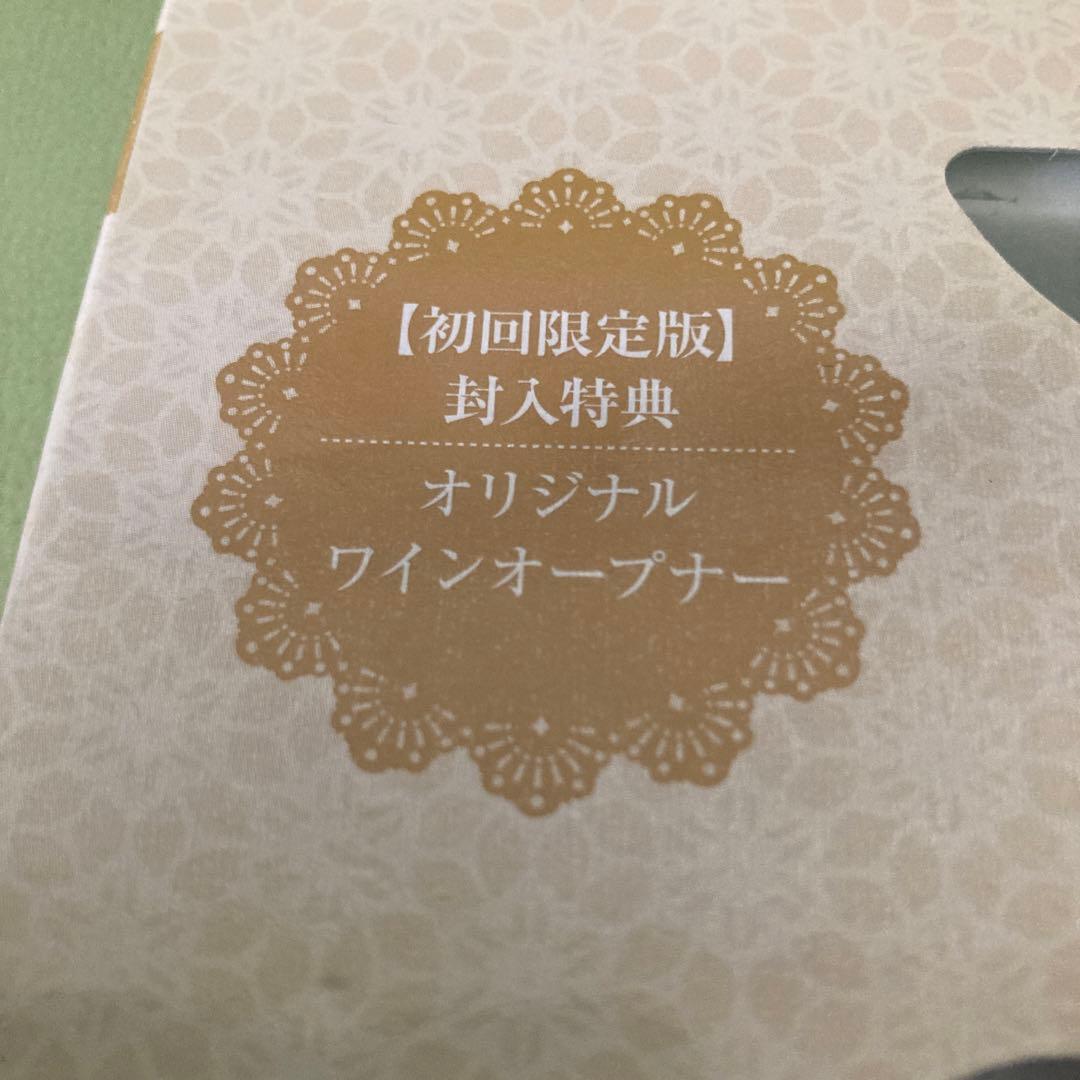 【初回限定版】
封入特典
オリジナル
ワインオープナー